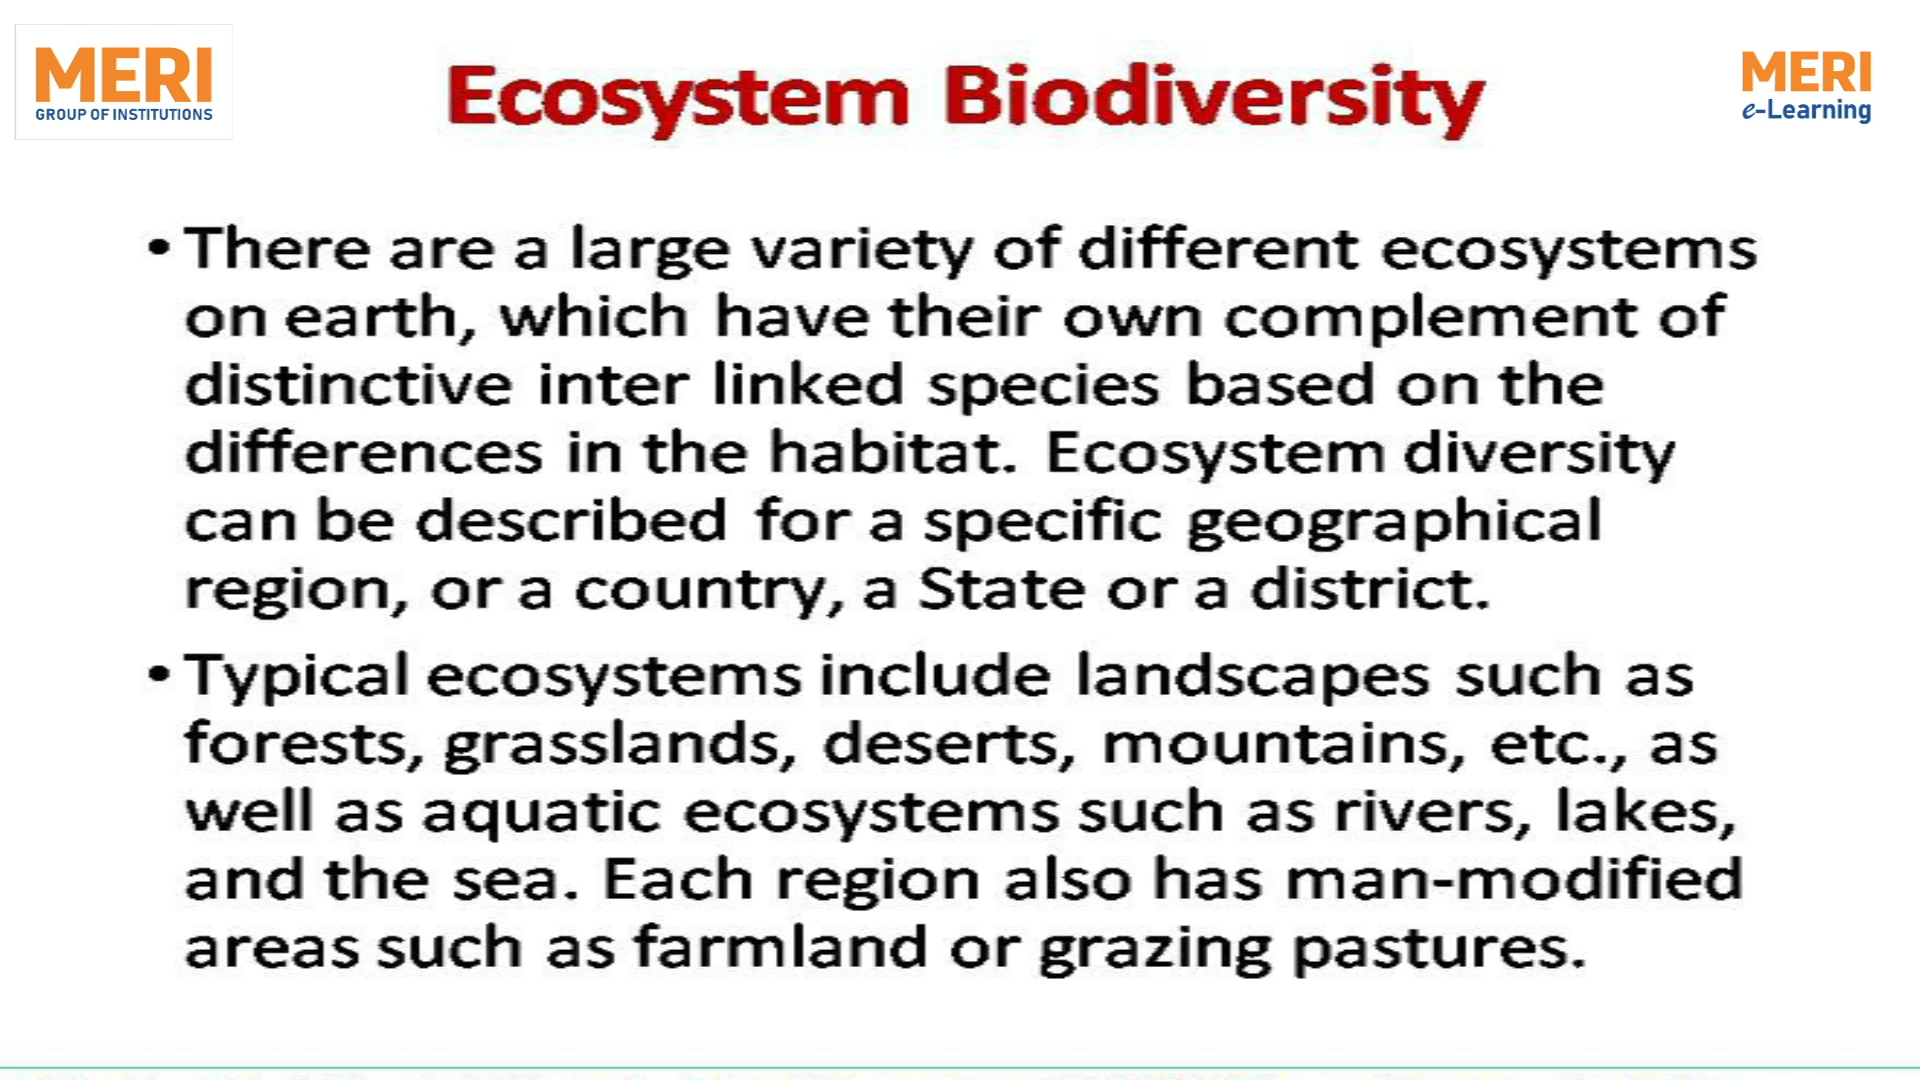 MERI
GROUP OF INSTITUTIONS
Ecosystem Biodiversity
MERI
e-Learning
• There are a large variety of different ecosystems
on earth, which have their own complement of
distinctive inter linked species based on the
differences in the habitat. Ecosystem diversity
can be described for a specific geographical
region, or a country, a State or a district.
• Typical ecosystems include landscapes such as
forests, grasslands, deserts, mountains, etc., as
well as aquatic ecosystems such as rivers, lakes,
and the sea. Each region also has man-modified
areas such as farmland or grazing pastures.